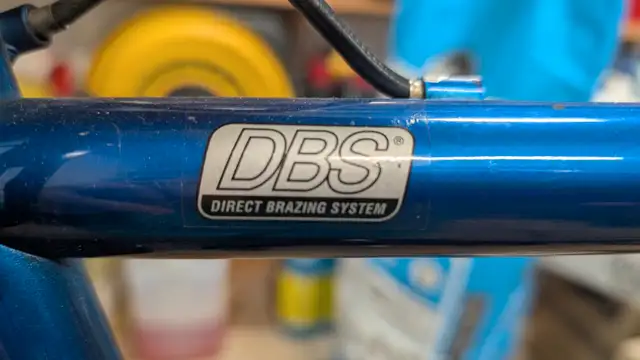 DBS®
DIRECT BRAZING SYSTEM